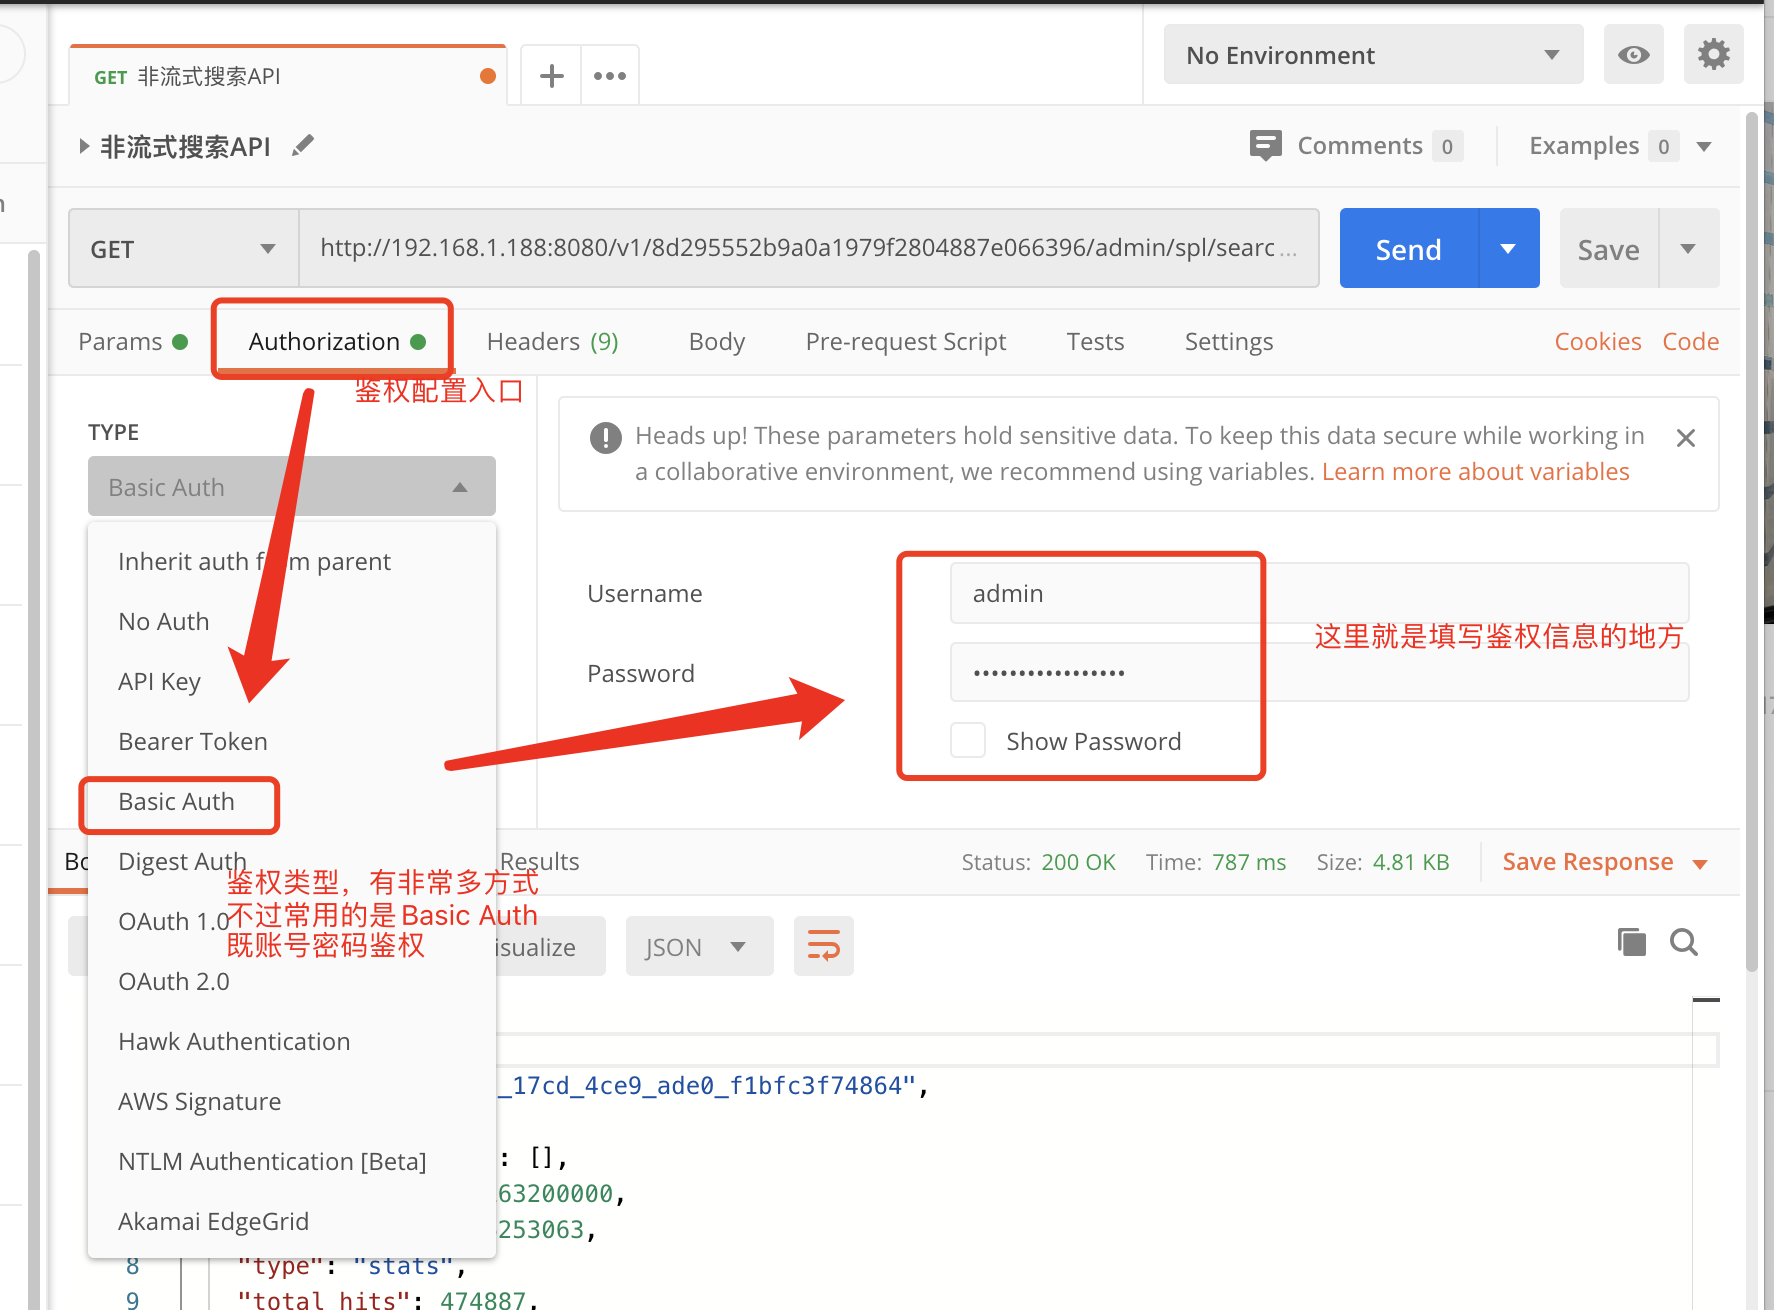 GET 非流式搜索API
No Environment
非流式搜索API
Comments 0
Examples 0
GET
http://192.168.1.188:8080/v1/8d295552b9a0a1979f2804887e066396/admin/spl/searc ...
Send
Save
Params
Authorization
Headers (9)
Body
Pre-request Script
Tests
Settings
Cookies
Code
鉴权配置入口
TYPE
Basic Auth
Heads up! These parameters hold sensitive data. To keep this data secure while working in
a collaborative environment, we recommend using variables. Learn more about variables
Inherit auth from parent
No Auth
API Key
Bearer Token
Basic Auth
Digest Auth
OAuth 1.0
OAuth 2.0
Hawk Authentication
AWS Signature
NTLM Authentication [Beta]
Akamai EdgeGrid
Username
admin
这里就是填写鉴权信息的地方
Password
•••••••••••••••••
Show Password
鉴权类型，有非常多方式
不过常用的是Basic Auth
既账号密码鉴权
Results
Status: 200 OK
Time: 787 ms
Size: 4.81 KB
Save Response
isualize
JSON
_17cd_4ce9_ade0_f1bfc3f74864",
: [],
63200000,
253063,
8 "type": "stats",
9 "total_hits": 474887,